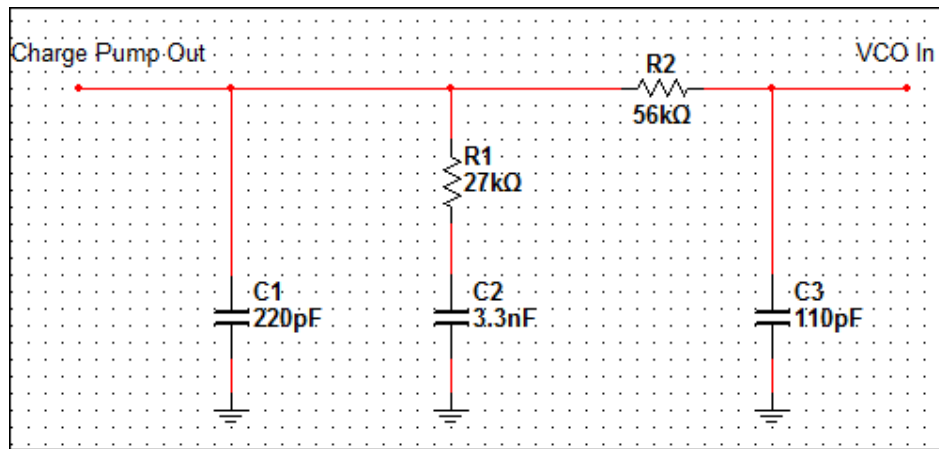 Charge Pump Out
VCO In
R2
56kΩ
R1
27kΩ
C1
220pF
C2
3.3nF
C3
110pF